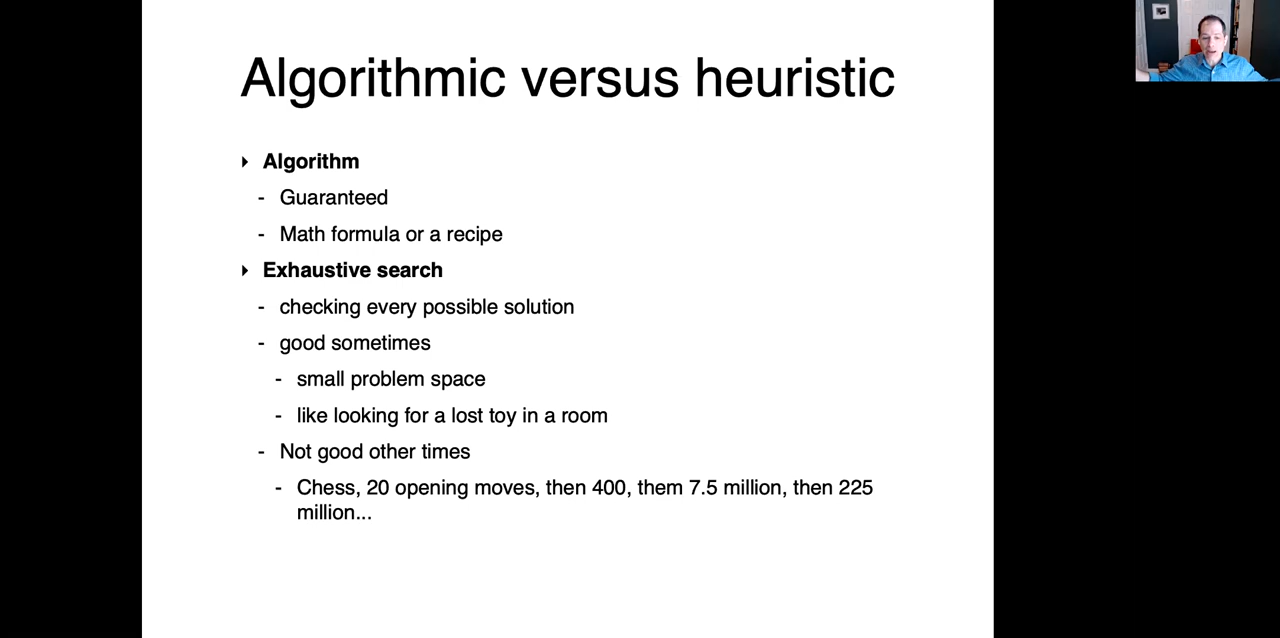 Algorithmic versus heuristic
Algorithm
- Guaranteed
- Math formula or a recipe
Exhaustive search
- checking every possible solution
- good sometimes
- small problem space
- like looking for a lost toy in a room
- Not good other times
- Chess, 20 opening moves, then 400, them 7.5 million, then 225
million...